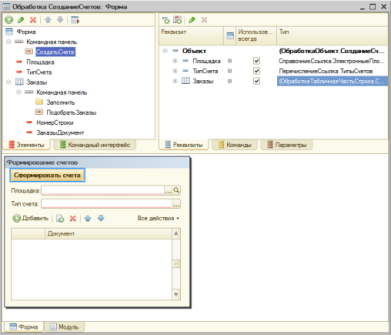 Обработка СозданиеСчетов: Форма
Форма
Командная панель
СоздатьСчета
Площадка
ТипСчета
Заказы
Командная панель
Заполнить
ПодобратьЗаказы
НомерСтроки
ЗаказыДокумент
Элементы
Командный интерфейс
Реквизит
Использов... всегда
Тип
Объект
(ОбработкаОбъект.СозданиеСч...
Площадка
СправочникСсылка.ЭлектронныеПло...
ТипСчета
ПеречислениеСсылка.ТипыСчетов
Заказы
(ОбработкаТабличнаяЧастьСтрока.С...
Реквизиты
Команды
Параметры
Формирование счетов
Сформировать счета
Площадка:
Тип счета:
Добавить
Все действия
Документ
Форма
Модуль